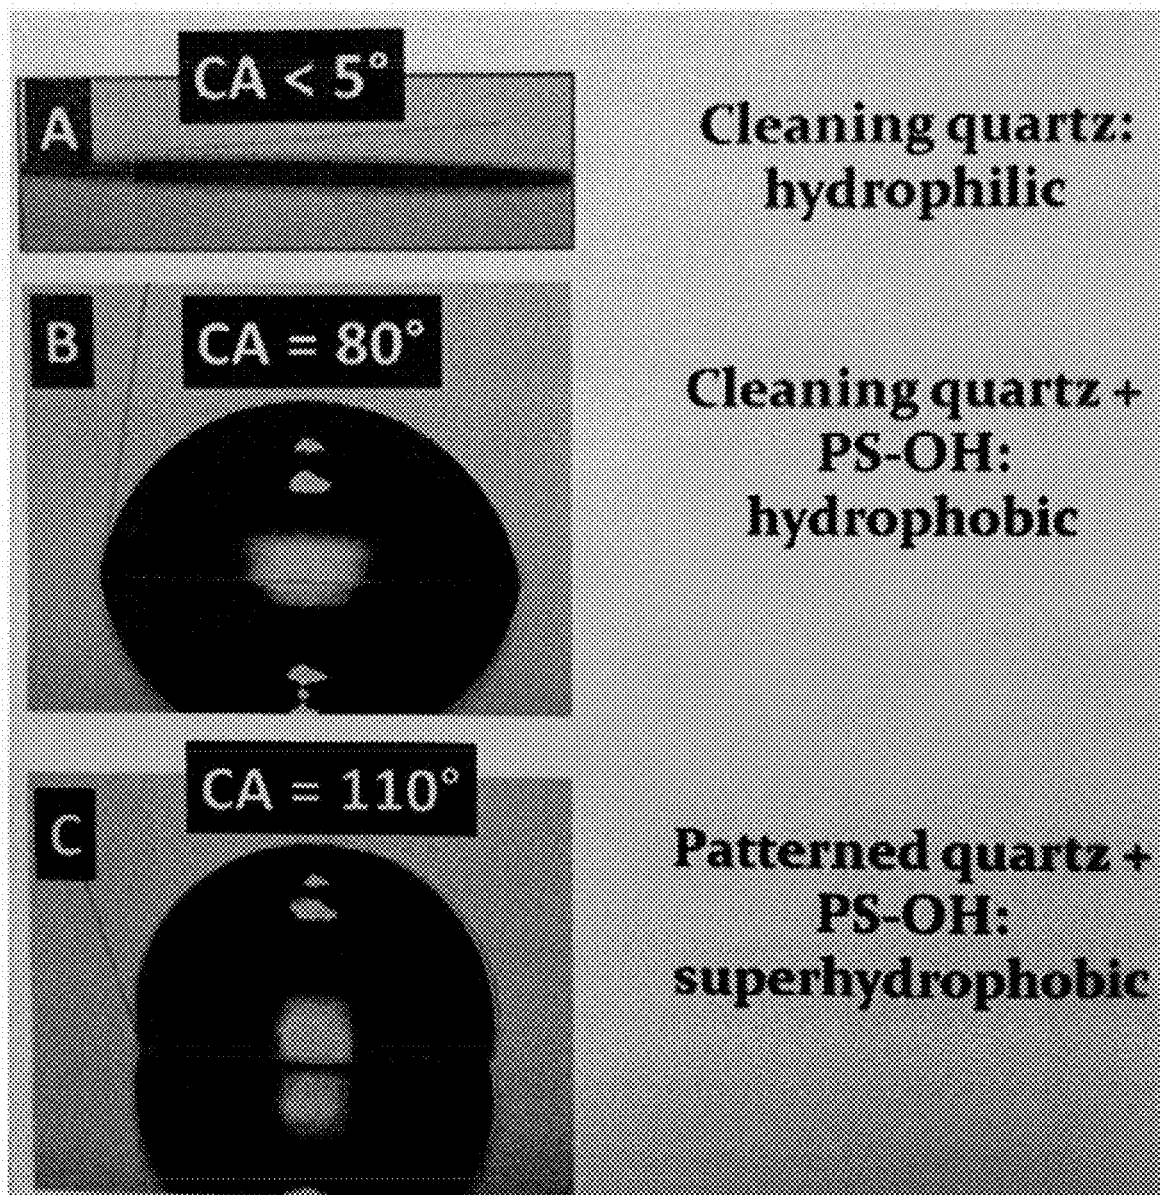 CA < 5°
A
Cleaning quartz:
hydrophilic
B
CA = 80°
Cleaning quartz +
PS-OH:
hydrophobic
CA = 110°
C
Patterned quartz +
PS-OH:
superhydrophobic